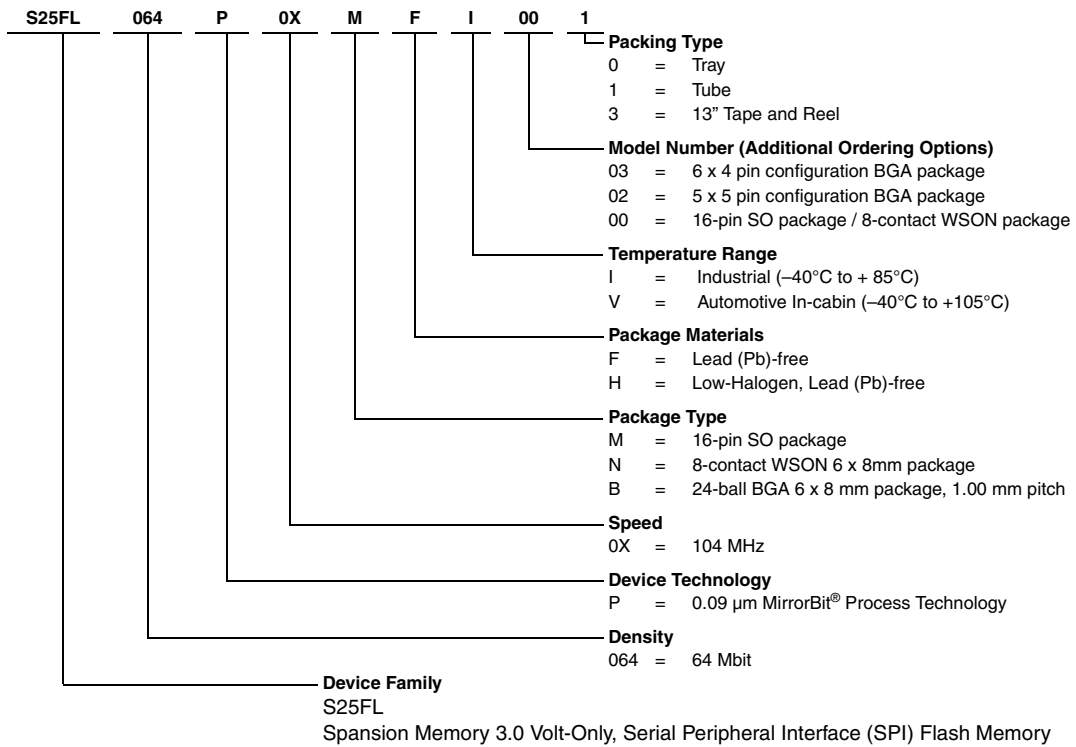 S25FL 064 P 0X M F I 00 1
Packing Type
0 = Tray
1 = Tube
3 = 13” Tape and Reel
Model Number (Additional Ordering Options)
03 = 6 x 4 pin configuration BGA package
02 = 5 x 5 pin configuration BGA package
00 = 16-pin SO package / 8-contact WSON package
Temperature Range
I = Industrial (–40°C to + 85°C)
V = Automotive In-cabin (–40°C to +105°C)
Package Materials
F = Lead (Pb)-free
H = Low-Halogen, Lead (Pb)-free
Package Type
M = 16-pin SO package
N = 8-contact WSON 6 x 8mm package
B = 24-ball BGA 6 x 8 mm package, 1.00 mm pitch
Speed
0X = 104 MHz
Device Technology
P = 0.09 µm MirrorBit® Process Technology
Density
064 = 64 Mbit
Device Family
S25FL
Spansion Memory 3.0 Volt-Only, Serial Peripheral Interface (SPI) Flash Memory